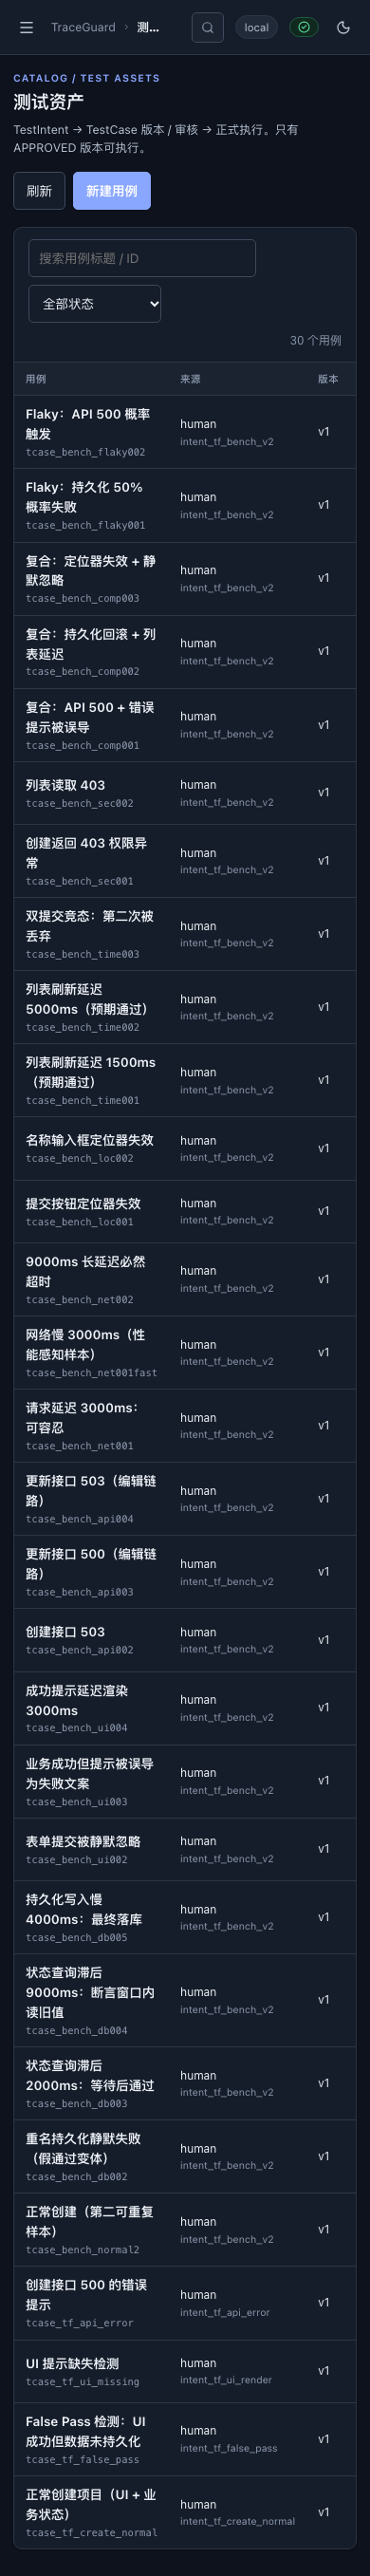 TraceGuard › 测... local
CATALOG / TEST ASSETS
测试资产
TestIntent → TestCase 版本 / 审核 → 正式执行。只有
APPROVED 版本可执行。
刷新 新建用例
搜索用例标题 / ID
全部状态
30 个用例
用例 来源 版本
Flaky：API 500 概率
触发
tcase_bench_flaky002
human
intent_tf_bench_v2
v1
Flaky：持久化 50%
概率失败
tcase_bench_flaky001
human
intent_tf_bench_v2
v1
复合：定位器失效 + 静
默忽略
tcase_bench_comp003
human
intent_tf_bench_v2
v1
复合：持久化回滚 + 列
表延迟
tcase_bench_comp002
human
intent_tf_bench_v2
v1
复合：API 500 + 错误
提示被误导
tcase_bench_comp001
human
intent_tf_bench_v2
v1
列表读取 403
tcase_bench_sec002
human
intent_tf_bench_v2
v1
创建返回 403 权限异
常
tcase_bench_sec001
human
intent_tf_bench_v2
v1
双提交竞态：第二次被
丢弃
tcase_bench_time003
human
intent_tf_bench_v2
v1
列表刷新延迟
5000ms（预期通过）
tcase_bench_time002
human
intent_tf_bench_v2
v1
列表刷新延迟 1500ms
（预期通过）
tcase_bench_time001
human
intent_tf_bench_v2
v1
名称输入框定位器失效
tcase_bench_loc002
human
intent_tf_bench_v2
v1
提交按钮定位器失效
tcase_bench_loc001
human
intent_tf_bench_v2
v1
9000ms 长延迟必然
超时
tcase_bench_net002
human
intent_tf_bench_v2
v1
网络慢 3000ms（性
能感知样本）
tcase_bench_net001fast
human
intent_tf_bench_v2
v1
请求延迟 3000ms：
可容忍
tcase_bench_net001
human
intent_tf_bench_v2
v1
更新接口 503（编辑链
路）
tcase_bench_api004
human
intent_tf_bench_v2
v1
更新接口 500（编辑链
路）
tcase_bench_api003
human
intent_tf_bench_v2
v1
创建接口 503
tcase_bench_api002
human
intent_tf_bench_v2
v1
成功提示延迟渲染
3000ms
tcase_bench_ui004
human
intent_tf_bench_v2
v1
业务成功但提示被误导
为失败文案
tcase_bench_ui003
human
intent_tf_bench_v2
v1
表单提交被静默忽略
tcase_bench_ui002
human
intent_tf_bench_v2
v1
持久化写入慢
4000ms：最终落库
tcase_bench_db005
human
intent_tf_bench_v2
v1
状态查询滞后
9000ms：断言窗口内
读旧值
tcase_bench_db004
human
intent_tf_bench_v2
v1
状态查询滞后
2000ms：等待后通过
tcase_bench_db003
human
intent_tf_bench_v2
v1
重名持久化静默失败
（假通过变体）
tcase_bench_db002
human
intent_tf_bench_v2
v1
正常创建（第二可重复
样本）
tcase_bench_normal2
human
intent_tf_bench_v2
v1
创建接口 500 的错误
提示
tcase_tf_api_error
human
intent_tf_api_error
v1
UI 提示缺失检测
tcase_tf_ui_missing
human
intent_tf_ui_render
v1
False Pass 检测：UI
成功但数据未持久化
tcase_tf_false_pass
human
intent_tf_false_pass
v1
正常创建项目（UI + 业
务状态）
tcase_tf_create_normal
human
intent_tf_create_normal
v1